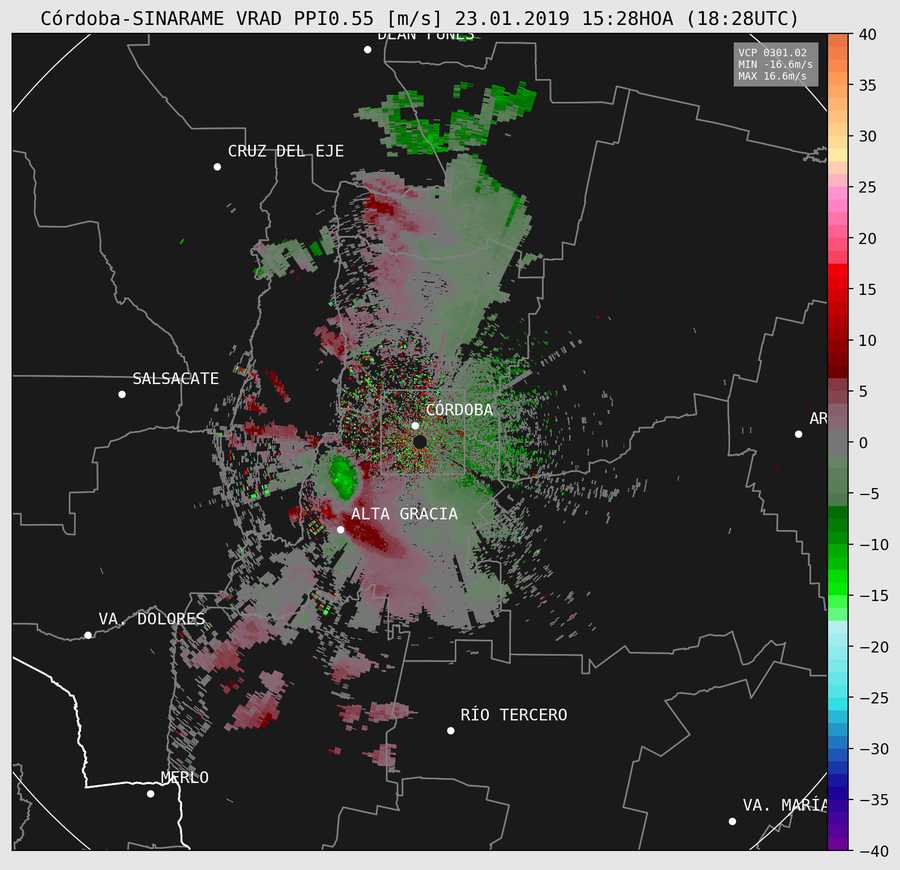 Córdoba-SINARAME VRAD PPI0.55 [m/s] 23.01.2019 15:28HOA (18:28UTC)
DEAN FUNES
VCP 0301.02
MIN -16.6m/s
MAX 16.6m/s
CRUZ DEL EJE
SALSACATE
CÓRDOBA
AR
ALTA GRACIA
VA. DOLORES
RÍO TERCERO
MERLO
VA. MARÍA
40
35
30
25
20
15
10
5
0
−5
−10
−15
−20
−25
−30
−35
−40